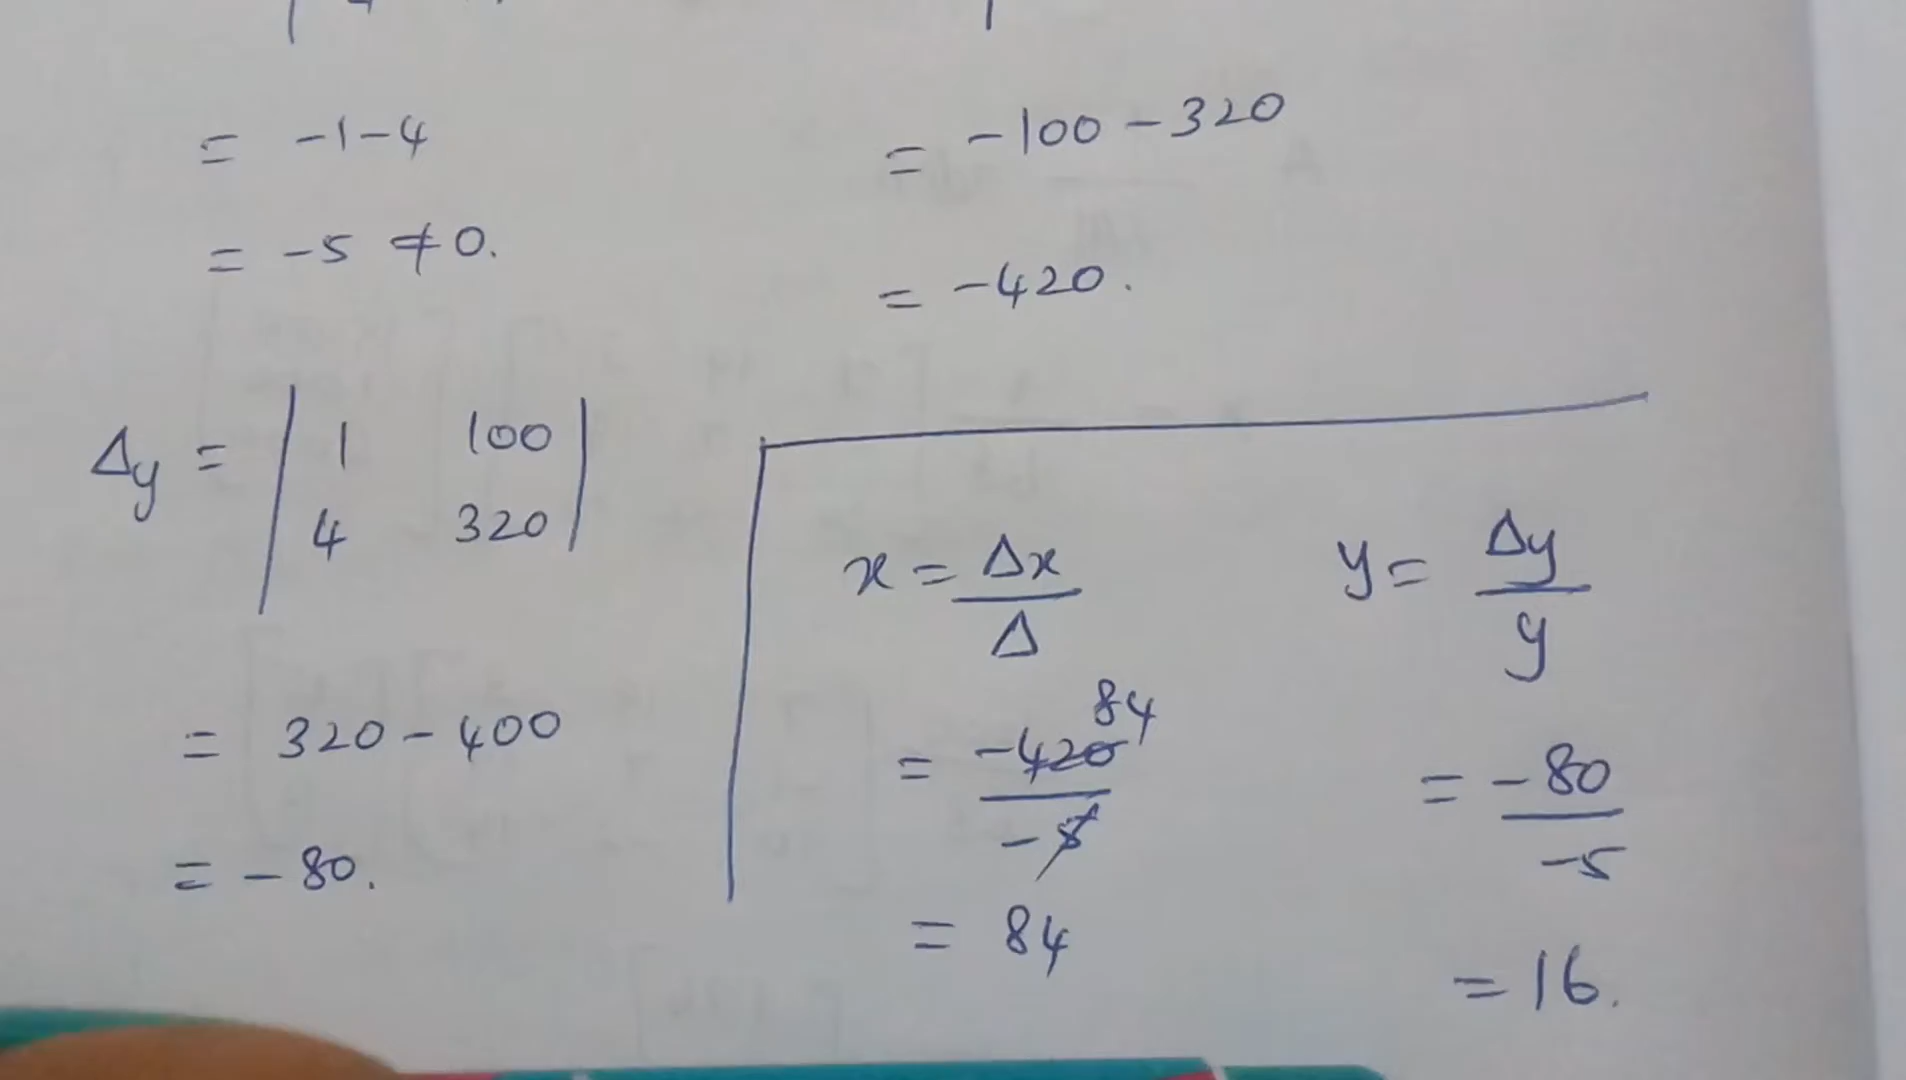 = -1-4
= -5 ≠0.
= -100-320
= -420.
Δy = | 1 100 |
| 4 320 |
= 320-400
= -80.
x = Δx/Δ
= -420/-5 84
= 84
y = Δy/y
= -80/-5
= 16.